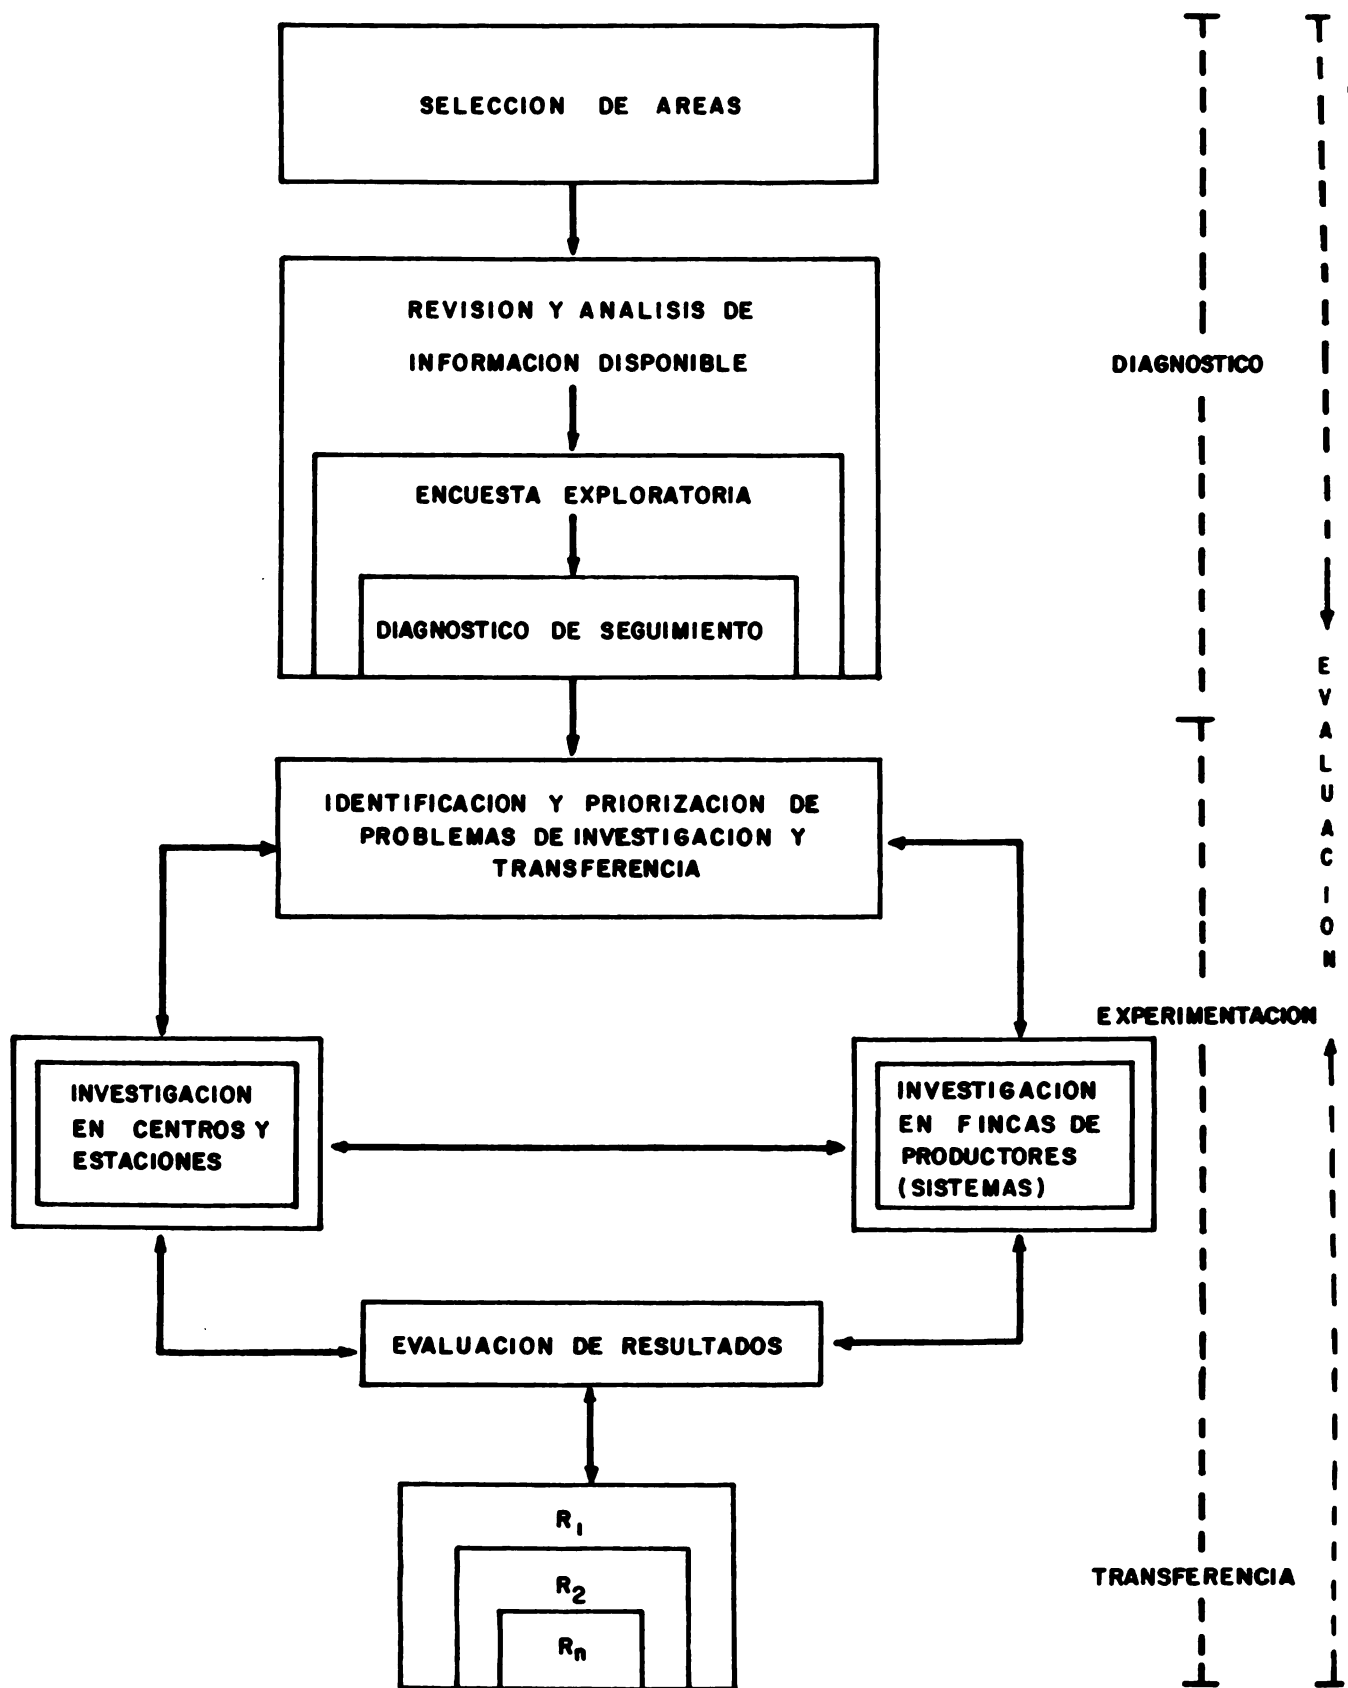 SELECCION DE AREAS
REVISION Y ANALISIS DE
INFORMACION DISPONIBLE
ENCUESTA EXPLORATORIA
DIAGNOSTICO DE SEGUIMIENTO
IDENTIFICACION Y PRIORIZACION DE
PROBLEMAS DE INVESTIGACION Y
TRANSFERENCIA
INVESTIGACION
EN CENTROS Y
ESTACIONES
INVESTIGACION
EN FINCAS DE
PRODUCTORES
(SISTEMAS)
EVALUACION DE RESULTADOS
R₁
R₂
Rₙ
DIAGNOSTICO
EXPERIMENTACION
TRANSFERENCIA
EVALUACION